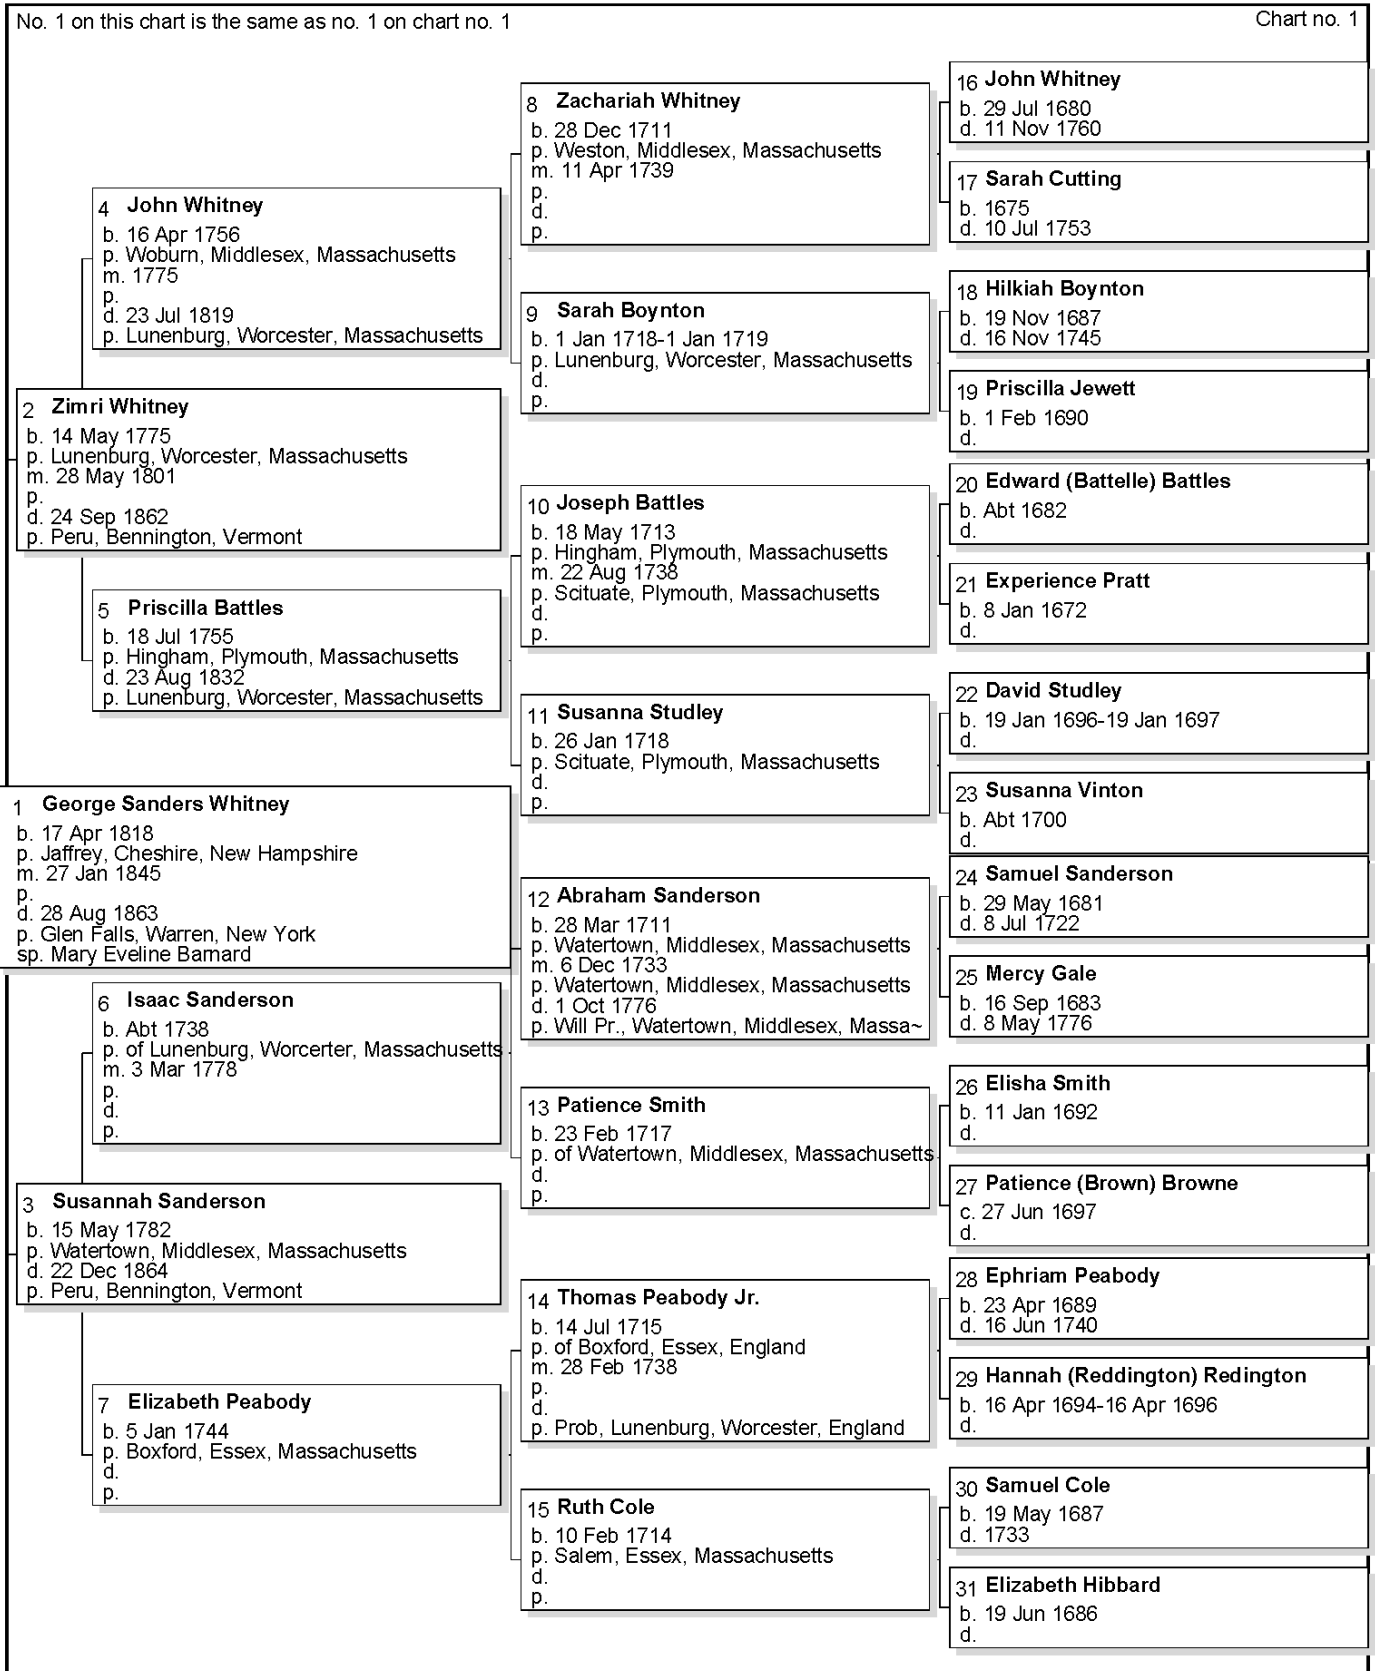 No. 1 on this chart is the same as no. 1 on chart no. 1
Chart no. 1
16 John Whitney
b. 29 Jul 1680
d. 11 Nov 1760
8 Zachariah Whitney
b. 28 Dec 1711
p. Weston, Middlesex, Massachusetts
m. 11 Apr 1739
p.
d.
p.
17 Sarah Cutting
b. 1675
d. 10 Jul 1753
4 John Whitney
b. 16 Apr 1756
p. Woburn, Middlesex, Massachusetts
m. 1775
p.
d. 23 Jul 1819
p. Lunenburg, Worcester, Massachusetts
18 Hilkiah Boynton
b. 19 Nov 1687
d. 16 Nov 1745
9 Sarah Boynton
b. 1 Jan 1718-1 Jan 1719
p. Lunenburg, Worcester, Massachusetts
d.
p.
19 Priscilla Jewett
b. 1 Feb 1690
d.
2 Zimri Whitney
b. 14 May 1775
p. Lunenburg, Worcester, Massachusetts
m. 28 May 1801
p.
d. 24 Sep 1862
p. Peru, Bennington, Vermont
20 Edward (Battelle) Battles
b. Abt 1682
d.
10 Joseph Battles
b. 18 May 1713
p. Hingham, Plymouth, Massachusetts
m. 22 Aug 1738
p. Scituate, Plymouth, Massachusetts
d.
p.
21 Experience Pratt
b. 8 Jan 1672
d.
5 Priscilla Battles
b. 18 Jul 1755
p. Hingham, Plymouth, Massachusetts
d. 23 Aug 1832
p. Lunenburg, Worcester, Massachusetts
22 David Studley
b. 19 Jan 1696-19 Jan 1697
d.
11 Susanna Studley
b. 26 Jan 1718
p. Scituate, Plymouth, Massachusetts
d.
p.
23 Susanna Vinton
b. Abt 1700
d.
1 George Sanders Whitney
b. 17 Apr 1818
p. Jaffrey, Cheshire, New Hampshire
m. 27 Jan 1845
p.
d. 28 Aug 1863
p. Glen Falls, Warren, New York
sp. Mary Eveline Barnard
24 Samuel Sanderson
b. 29 May 1681
d. 8 Jul 1722
12 Abraham Sanderson
b. 28 Mar 1711
p. Watertown, Middlesex, Massachusetts
m. 6 Dec 1733
p. Watertown, Middlesex, Massachusetts
d. 1 Oct 1776
p. Will Pr., Watertown, Middlesex, Massa~
25 Mercy Gale
b. 16 Sep 1683
d. 8 May 1776
6 Isaac Sanderson
b. Abt 1738
p. of Lunenburg, Worcerter, Massachusetts
m. 3 Mar 1778
p.
d.
p.
26 Elisha Smith
b. 11 Jan 1692
d.
13 Patience Smith
b. 23 Feb 1717
p. of Watertown, Middlesex, Massachusetts
d.
p.
27 Patience (Brown) Browne
c. 27 Jun 1697
d.
3 Susannah Sanderson
b. 15 May 1782
p. Watertown, Middlesex, Massachusetts
d. 22 Dec 1864
p. Peru, Bennington, Vermont
28 Ephriam Peabody
b. 23 Apr 1689
d. 16 Jun 1740
14 Thomas Peabody Jr.
b. 14 Jul 1715
p. of Boxford, Essex, England
m. 28 Feb 1738
p.
d.
p. Prob, Lunenburg, Worcester, England
29 Hannah (Reddington) Redington
b. 16 Apr 1694-16 Apr 1696
d.
7 Elizabeth Peabody
b. 5 Jan 1744
p. Boxford, Essex, Massachusetts
d.
p.
30 Samuel Cole
b. 19 May 1687
d. 1733
15 Ruth Cole
b. 10 Feb 1714
p. Salem, Essex, Massachusetts
d.
p.
31 Elizabeth Hibbard
b. 19 Jun 1686
d.